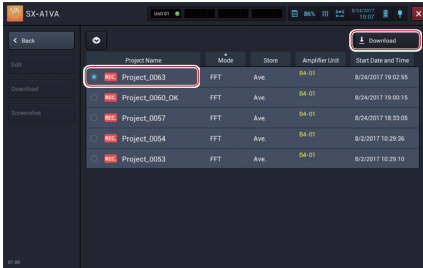 SX-A1VA Unit 01 86% 8/24/2017 19:07
< Back Download
Project Name Mode Store Amplifier Unit Start Date and Time
Edit
REC. Project_0063 FFT Ave. B4-01 8/24/2017 19:02:55
Download
REC. Project_0060_OK FFT Ave. B4-01 8/24/2017 19:00:15
Screenshot
REC. Project_0057 FFT Ave. B4-01 8/24/2017 18:33:05
REC. Project_0054 FFT Ave. B4-01 8/2/2017 10:29:36
REC. Project_0053 FFT Ave. B4-01 8/2/2017 10:29:10
01.00